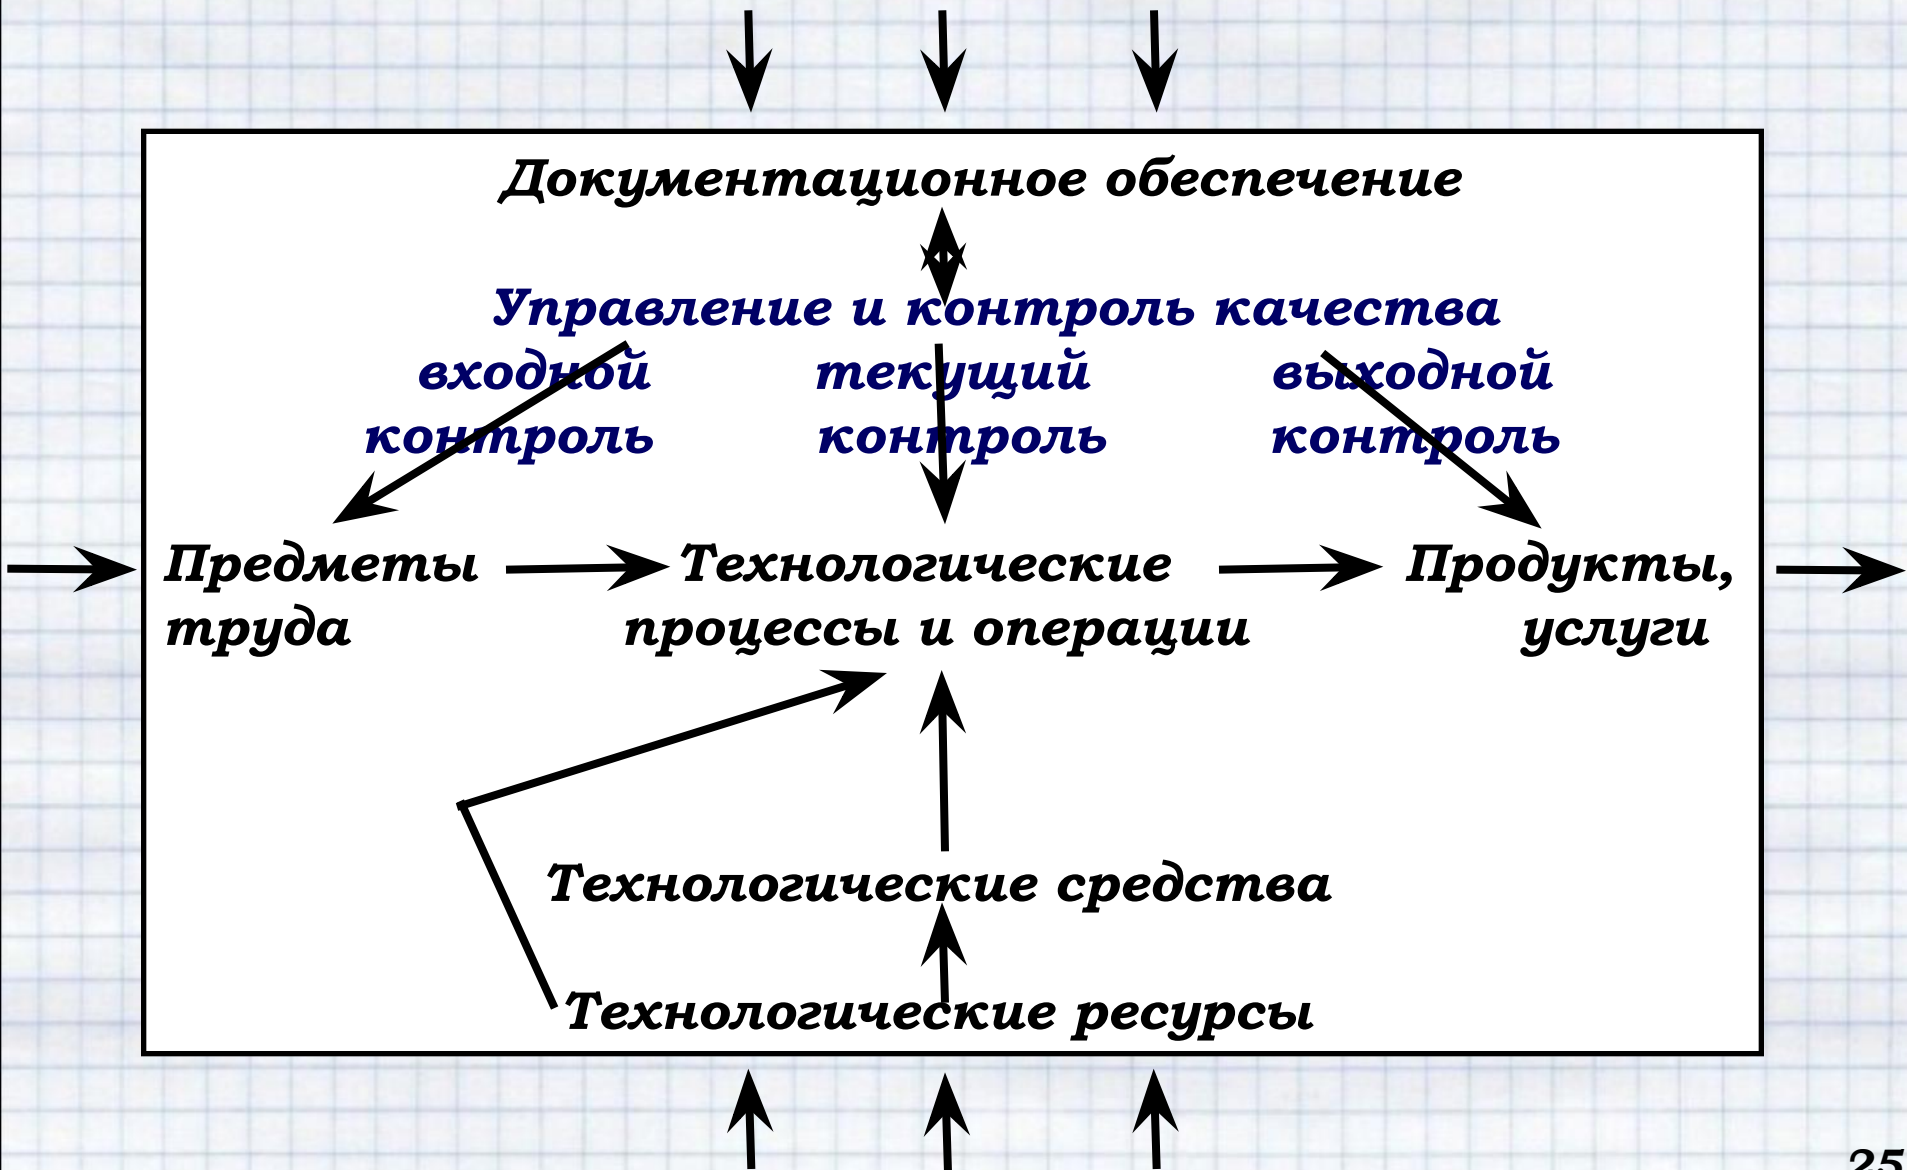 Документационное обеспечение
Управление и контроль качества
входной текущий выходной
контроль контроль контроль
Предметы Технологические Продукты,
труда процессы и операции услуги
Технологические средства
Технологические ресурсы
25